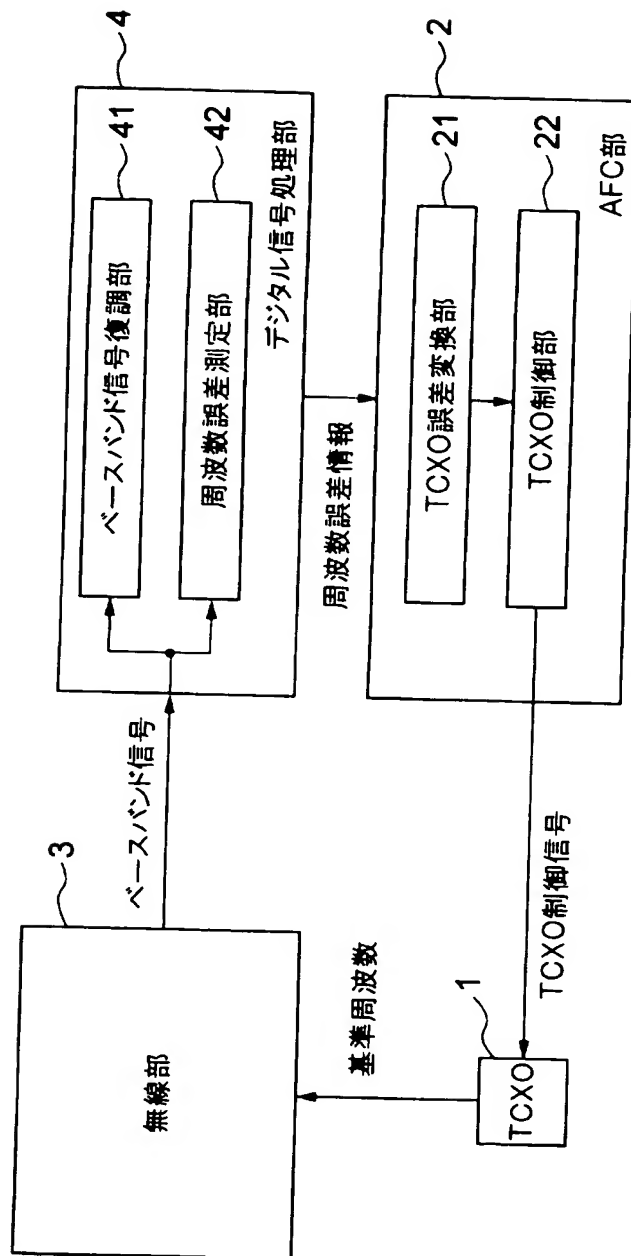 3
無線部
ベースバンド信号
4
ベースバンド信号復調部
41
周波数誤差測定部
42
デジタル信号処理部
周波数誤差情報
2
TCXO誤差変換部
21
TCXO制御部
22
AFC部
TCXO制御信号
1
TCXO
基準周波数